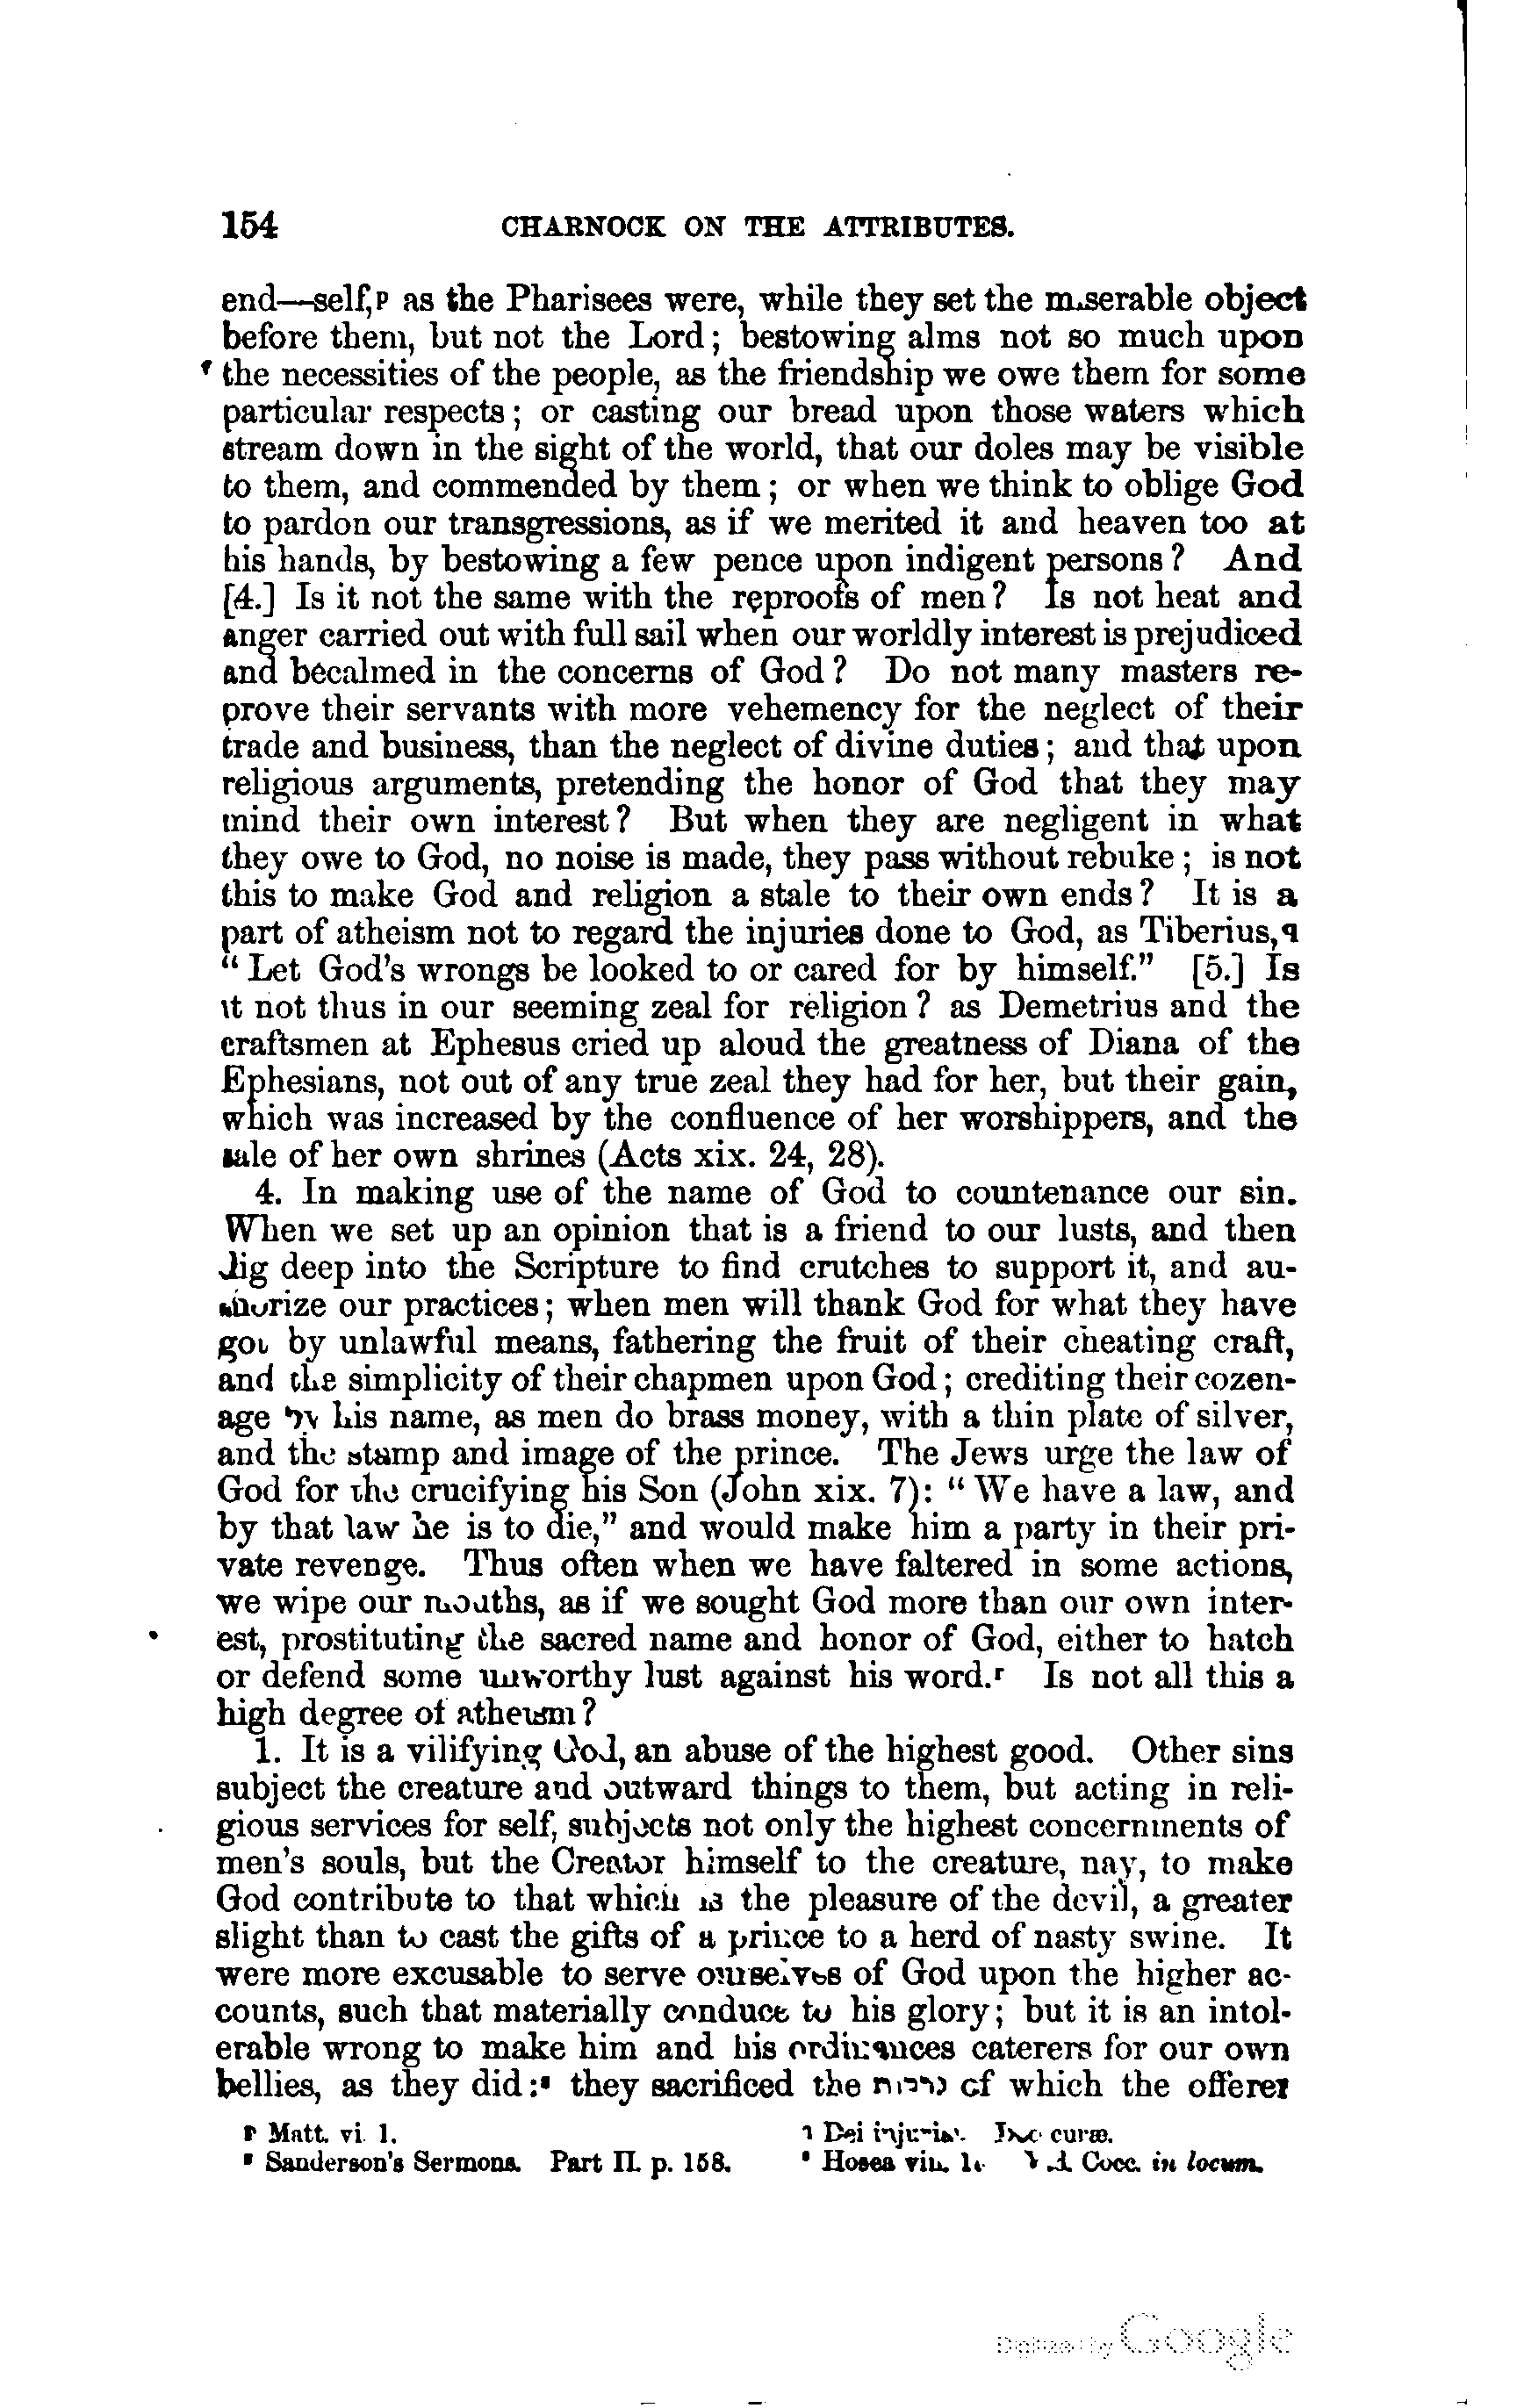 154 CHARNOCK ON THE ATTRIBUTES.
end—self,p as the Pharisees were, while they set the miserable object
before them, but not the Lord; bestowing alms not so much upon
the necessities of the people, as the friendship we owe them for some
particular respects; or casting our bread upon those waters which
stream down in the sight of the world, that our doles may be visible
to them, and commended by them; or when we think to oblige God
to pardon our transgressions, as if we merited it and heaven too at
his hands, by bestowing a few pence upon indigent persons? And
[4.] Is it not the same with the reproofs of men? Is not heat and
anger carried out with full sail when our worldly interest is prejudiced
and becalmed in the concerns of God? Do not many masters re-
prove their servants with more vehemency for the neglect of their
trade and business, than the neglect of divine duties; and that upon
religious arguments, pretending the honor of God that they may
mind their own interest? But when they are negligent in what
they owe to God, no noise is made, they pass without rebuke; is not
this to make God and religion a stale to their own ends? It is a
part of atheism not to regard the injuries done to God, as Tiberius,q
“Let God's wrongs be looked to or cared for by himself.” [5.] Is
it not thus in our seeming zeal for religion? as Demetrius and the
craftsmen at Ephesus cried up aloud the greatness of Diana of the
Ephesians, not out of any true zeal they had for her, but their gain,
which was increased by the confluence of her worshippers, and the
sale of her own shrines (Acts xix. 24, 28).
4. In making use of the name of God to countenance our sin.
When we set up an opinion that is a friend to our lusts, and then
dig deep into the Scripture to find crutches to support it, and au-
thorize our practices; when men will thank God for what they have
got by unlawful means, fathering the fruit of their cheating craft,
and the simplicity of their chapmen upon God; crediting their cozen-
age by his name, as men do brass money, with a thin plate of silver,
and the stamp and image of the prince. The Jews urge the law of
God for the crucifying his Son (John xix. 7): “We have a law, and
by that law he is to die,” and would make him a party in their pri-
vate revenge. Thus often when we have faltered in some actions,
we wipe our mouths, as if we sought God more than our own inter-
est, prostituting the sacred name and honor of God, either to hatch
or defend some unworthy lust against his word.r Is not all this a
high degree of atheism?
1. It is a vilifying God, an abuse of the highest good. Other sins
subject the creature and outward things to them, but acting in reli-
gious services for self, subjects not only the highest concernments of
men's souls, but the Creator himself to the creature, nay, to make
God contribute to that which is the pleasure of the devil, a greater
slight than to cast the gifts of a prince to a herd of nasty swine. It
were more excusable to serve ourselves of God upon the higher ac-
counts, such that materially conduce to his glory; but it is an intol-
erable wrong to make him and his ordinances caterers for our own
bellies, as they did:s they sacrificed the of which the offerer
p Matt. vi. 1. q Dei injuriæ. curæ.
r Sanderson's Sermons. Part II. p. 158. s Hosea viii. Cocc. in locum.
Digitized by Google